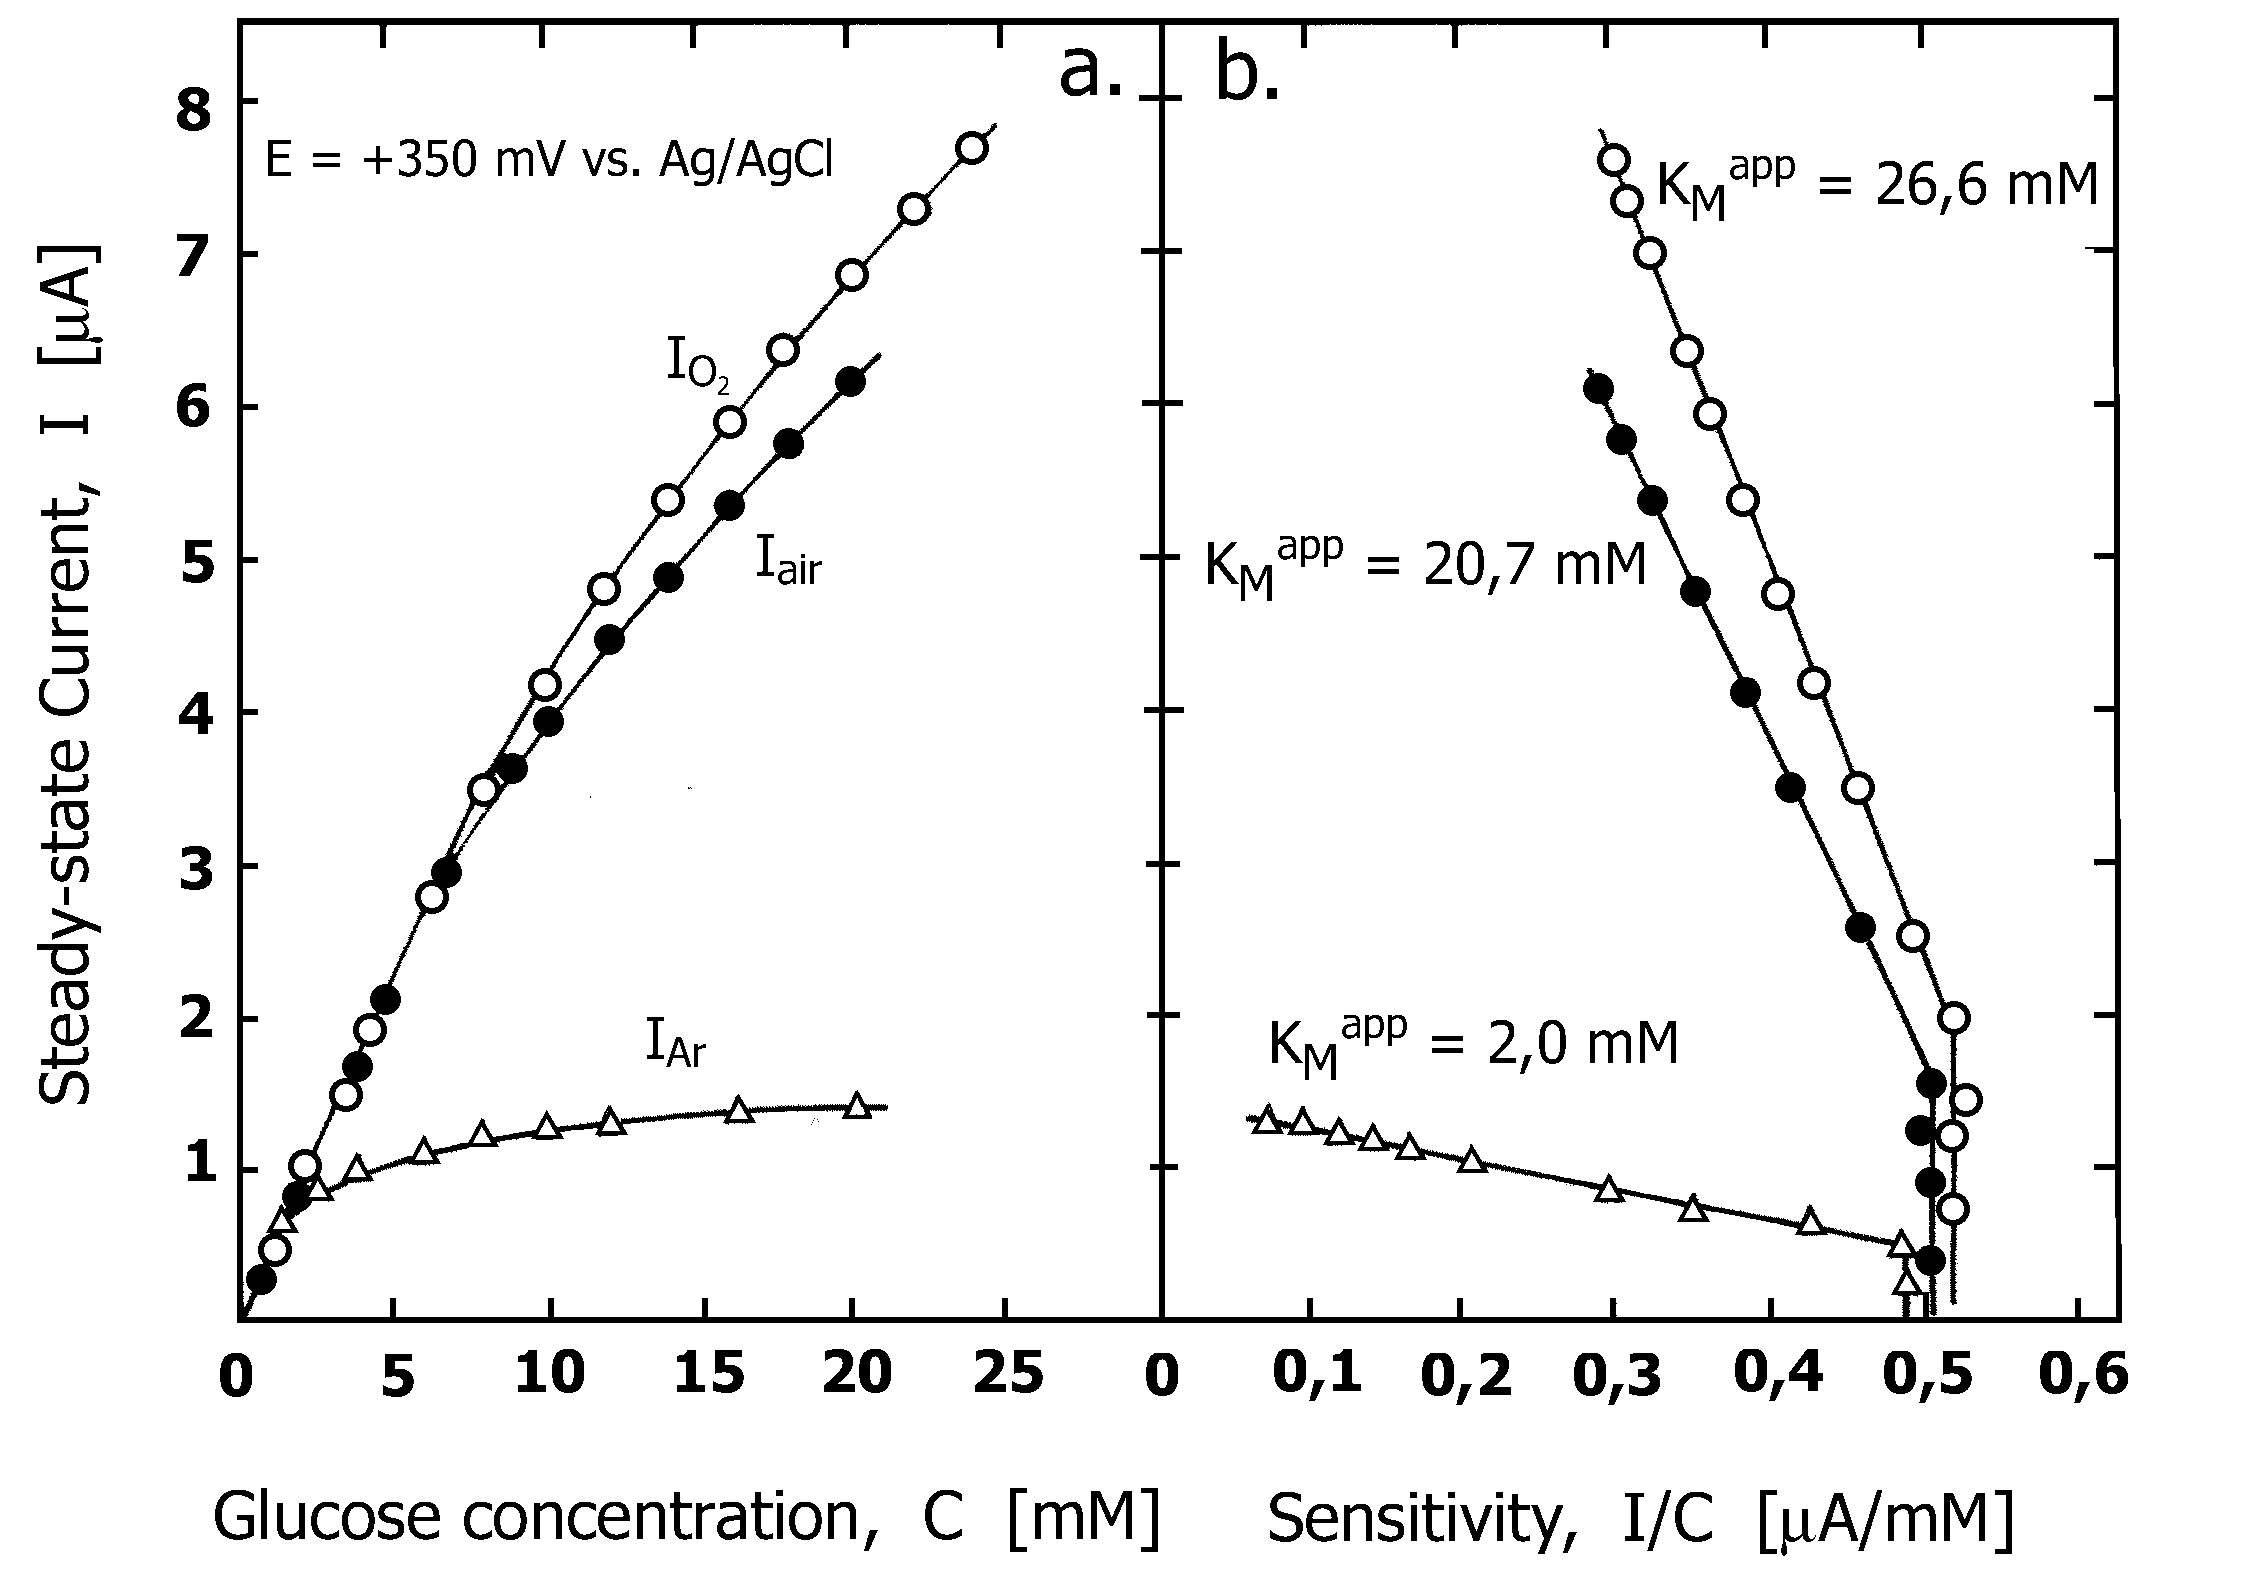 a.
b.
8
7
6
5
4
3
2
1
Steady-state Current, I [µA]
E = +350 mV vs. Ag/AgCl
I_O2
I_air
I_Ar
K_M^app = 26,6 mM
K_M^app = 20,7 mM
K_M^app = 2,0 mM
0 5 10 15 20 25
0 0,1 0,2 0,3 0,4 0,5 0,6
Glucose concentration, C [mM]
Sensitivity, I/C [µA/mM]